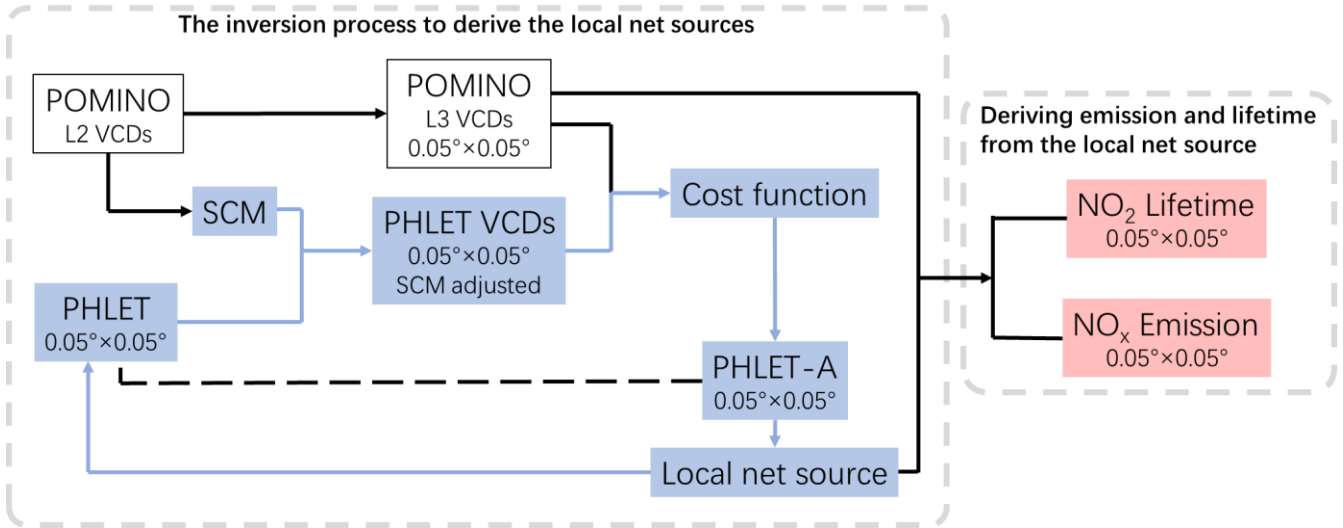 The inversion process to derive the local net sources
POMINO
L2 VCDs
POMINO
L3 VCDs
0.05°×0.05°
SCM
PHLET VCDs
0.05°×0.05°
SCM adjusted
Cost function
PHLET
0.05°×0.05°
PHLET-A
0.05°×0.05°
Local net source
Deriving emission and lifetime
from the local net source
NO₂ Lifetime
0.05°×0.05°
NOₓ Emission
0.05°×0.05°